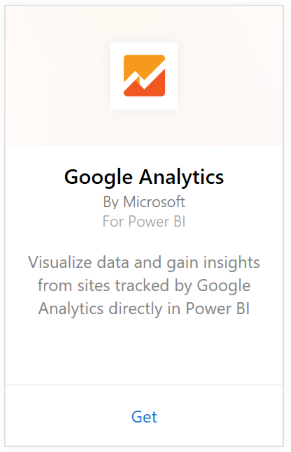 Google Analytics
By Microsoft
For Power BI
Visualize data and gain insights
from sites tracked by Google
Analytics directly in Power BI
Get